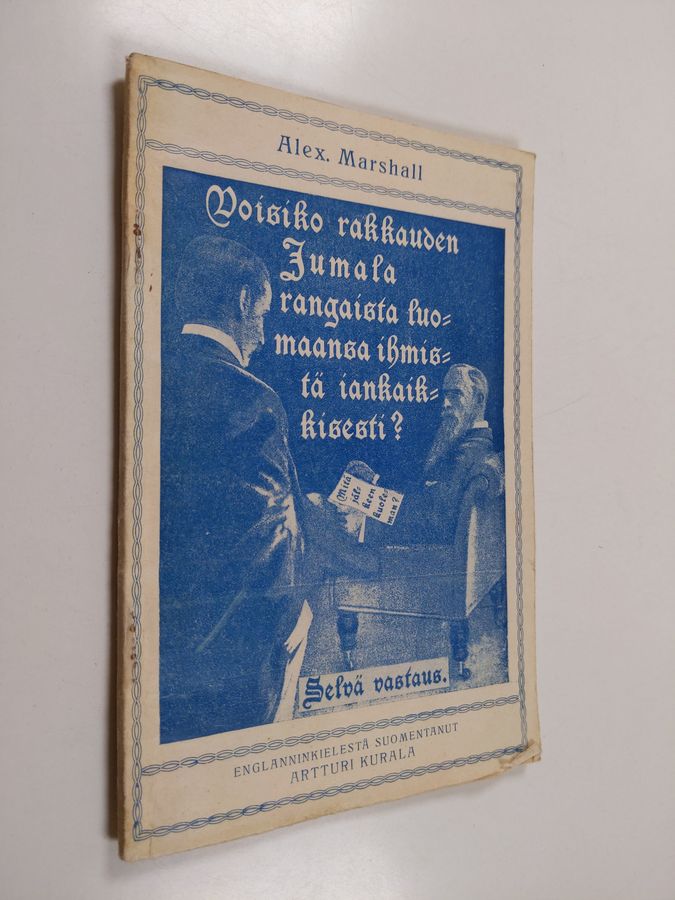 Alex. Marshall
Voisiko rakkauden
Jumala
rangaista luo=
maansa ihmis=
tä iankaik=
kisesti?
Mitä
jäls
keen
kuole
man?
Selvä vastaus.
ENGLANNINKIELESTÄ SUOMENTANUT
ARTTURI KURALA